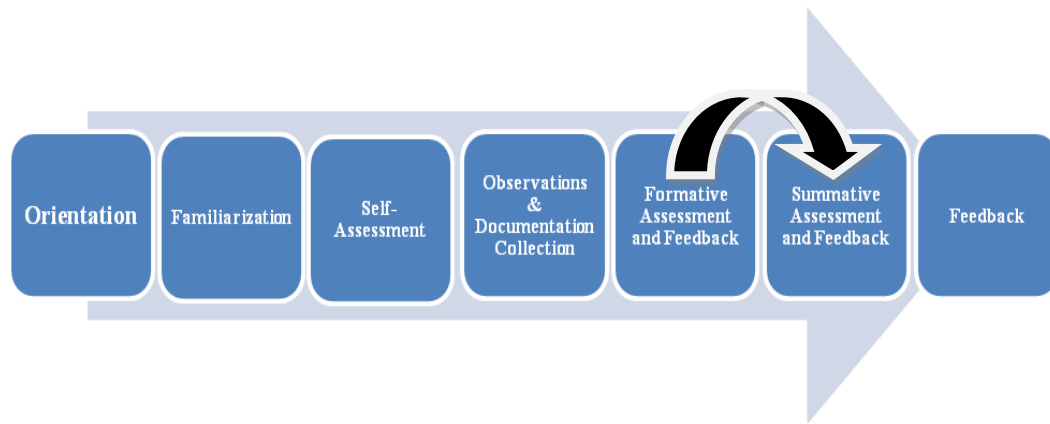 Orientation
Familiarization
Self-
Assessment
Observations
&
Documentation
Collection
Formative
Assessment
and Feedback
Summative
Assessment
and Feedback
Feedback